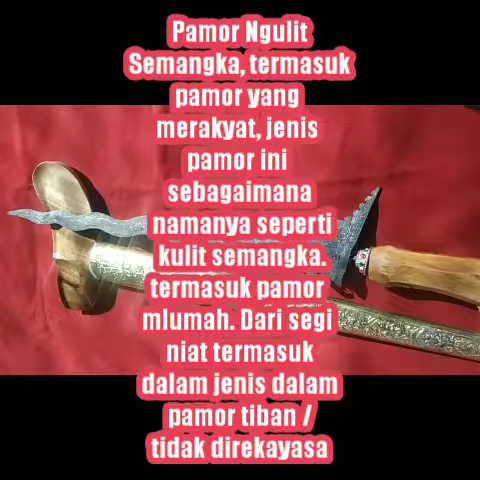 Pamor Ngulit
Semangka, termasuk
pamor yang
merakyat, jenis
pamor ini
sebagaimana
namanya seperti
kulit semangka.
termasuk pamor
mlumah. Dari segi
niat termasuk
dalam jenis dalam
pamor tiban /
tidak direkayasa